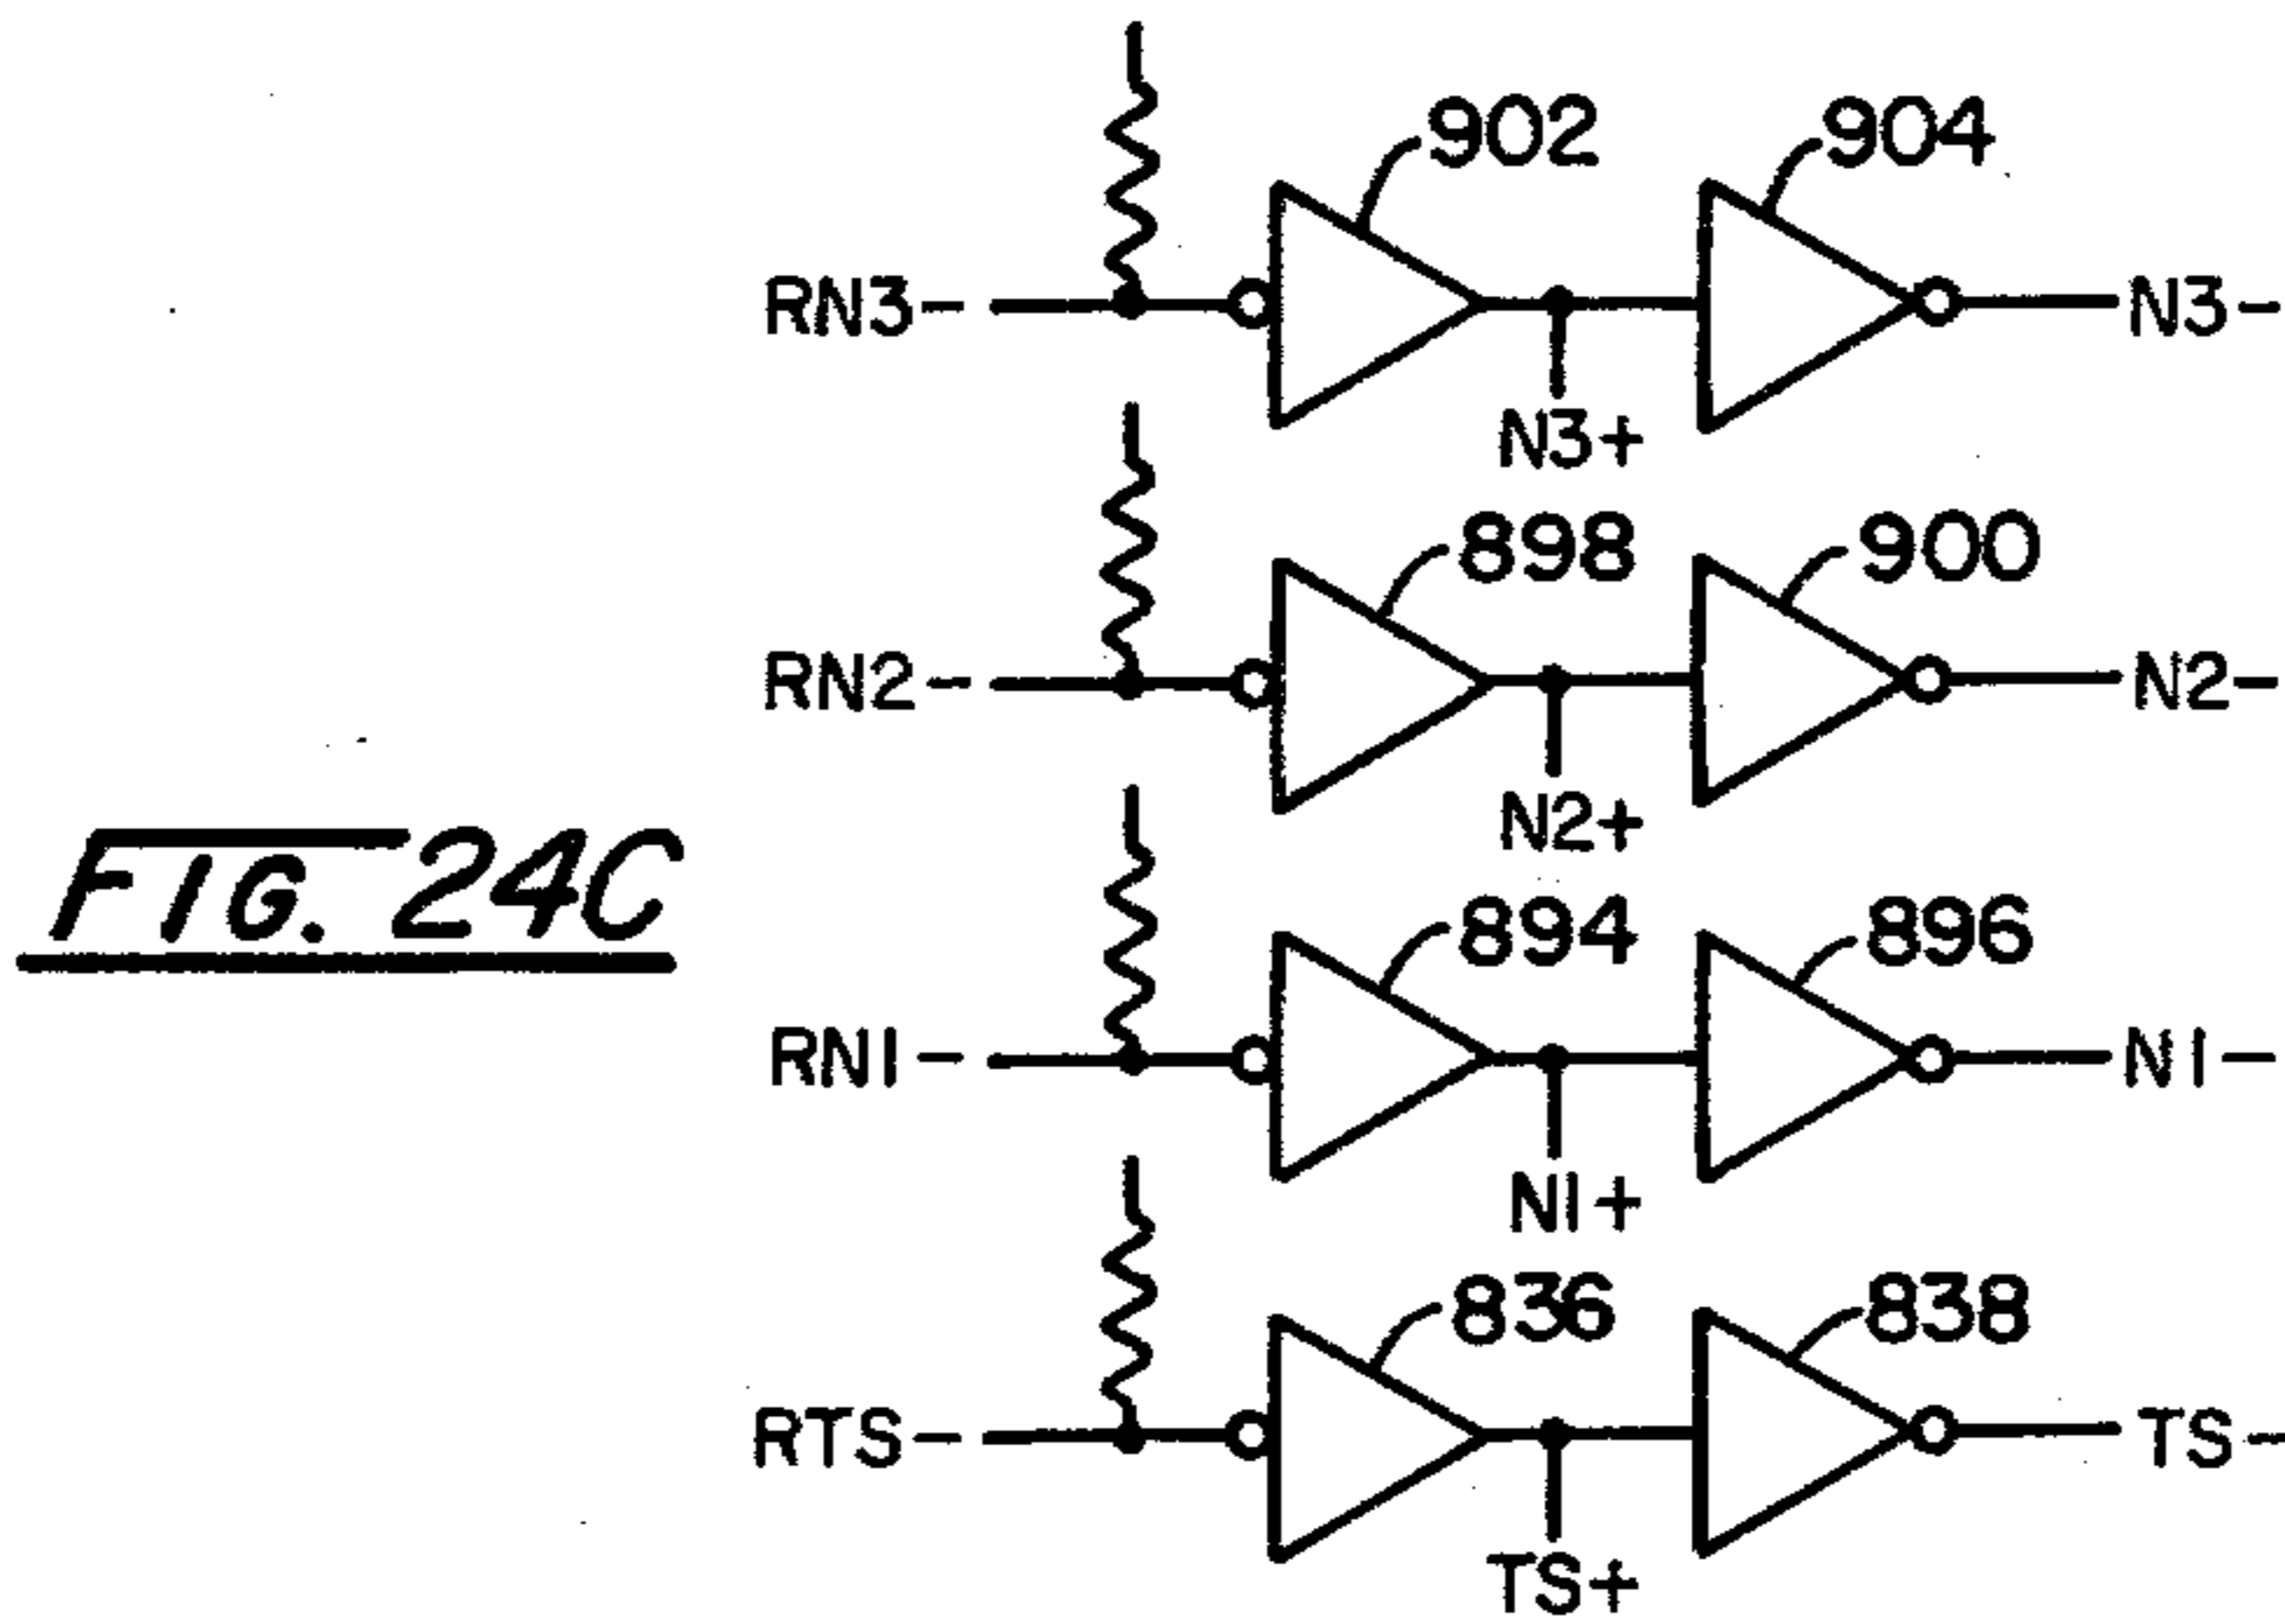 902 904
RN3- N3-
N3+
898 900
RN2- N2-
N2+
FIG. 24C
894 896
RN1- N1-
N1+
836 838
RTS- TS-
TS+